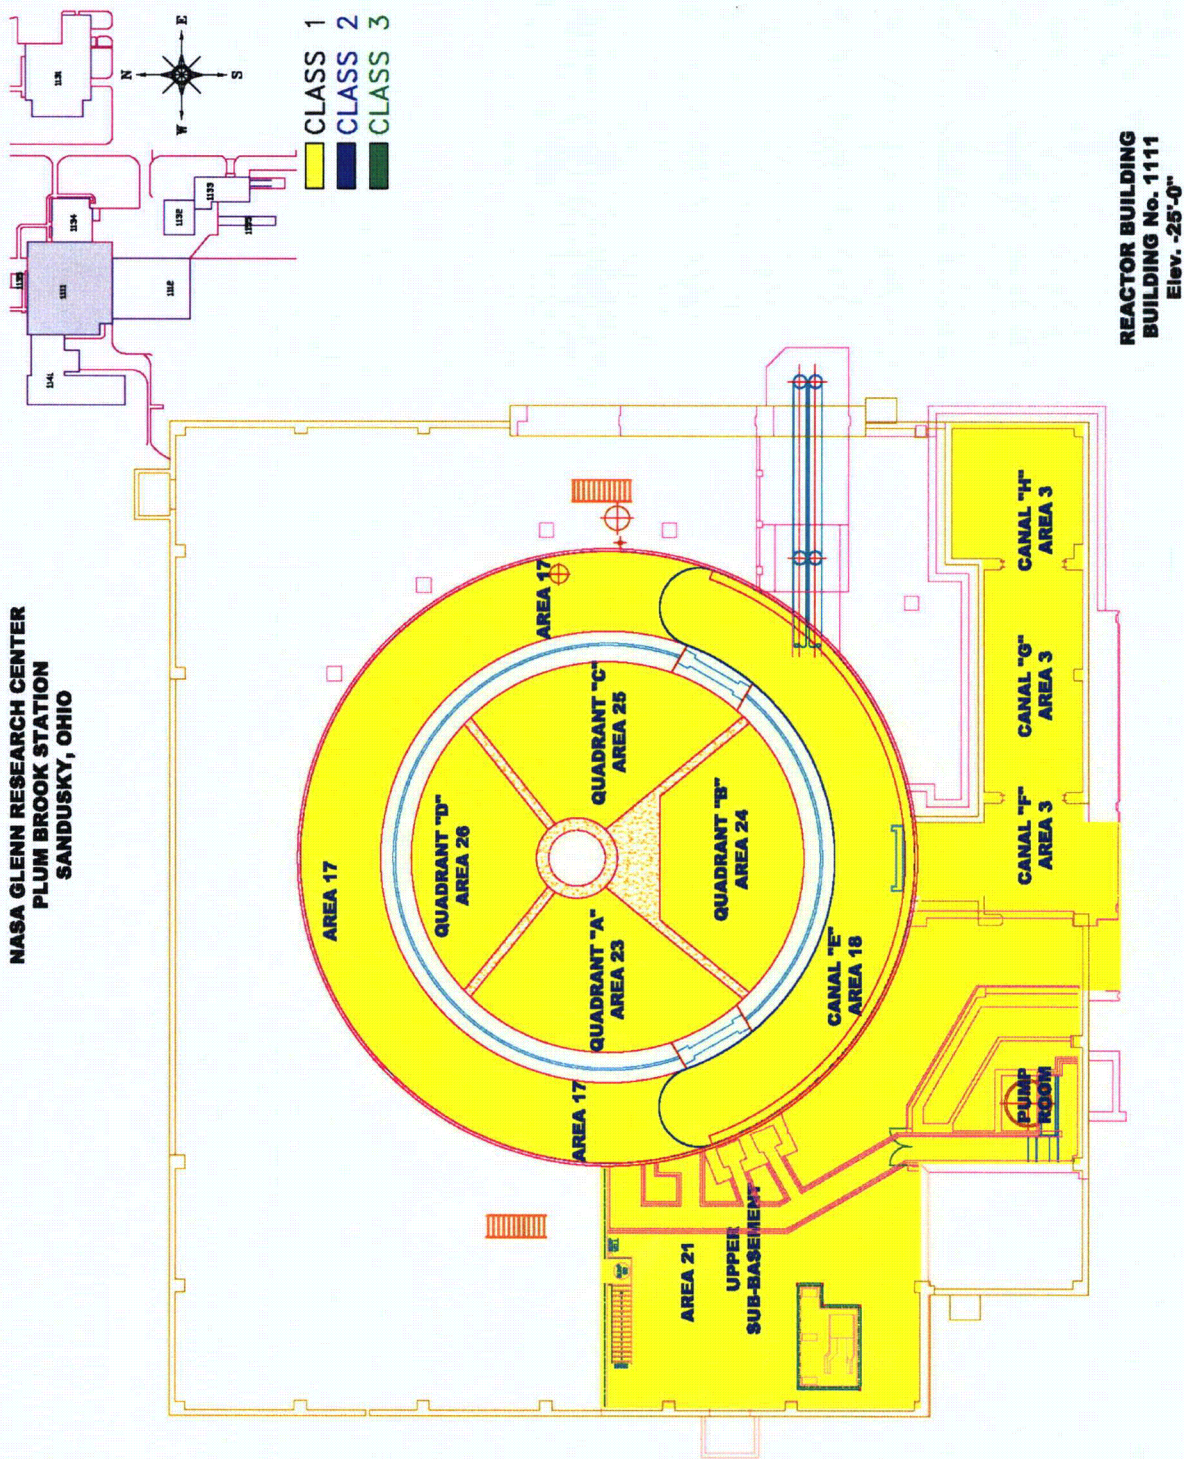 NASA GLENN RESEARCH CENTER
PLUM BROOK STATION
SANDUSKY, OHIO
1131
N
E
W
S
CLASS 1
CLASS 2
CLASS 3
1134
1133
1132
1111
1112
1141
REACTOR BUILDING
BUILDING No. 1111
Elev. -25'-0"
AREA 17
AREA 17
AREA 17
QUADRANT "D"
AREA 26
QUADRANT "C"
AREA 25
QUADRANT "A"
AREA 23
QUADRANT "B"
AREA 24
CANAL "E"
AREA 18
CANAL "H"
AREA 3
CANAL "G"
AREA 3
CANAL "F"
AREA 3
PUMP
ROOM
AREA 21
UPPER
SUB-BASEMENT